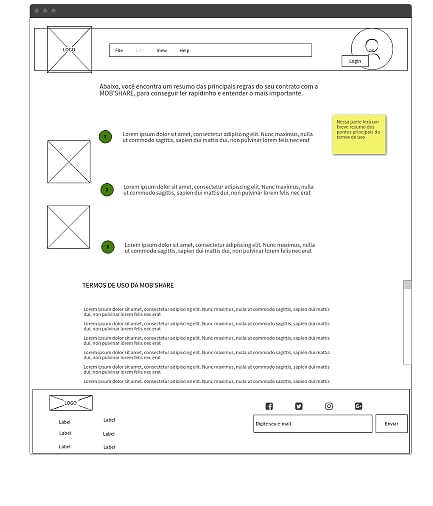 LOGO
File Edit View Help
Login
Abaixo, você encontra um resumo das principais regras do seu contrato com a
MOB'SHARE, para conseguir ler rapidinho e entender o mais importante.
Nessa parte terá um
breve resumo dos
pontos principais do
temos de uso
1
Lorem ipsum dolor sit amet, consectetur adipiscing elit. Nunc maximus, nulla
ut commodo sagittis, sapien dui mattis dui, non pulvinar lorem felis nec erat
2
Lorem ipsum dolor sit amet, consectetur adipiscing elit. Nunc maximus, nulla
ut commodo sagittis, sapien dui mattis dui, non pulvinar lorem felis nec erat
3
Lorem ipsum dolor sit amet, consectetur adipiscing elit. Nunc maximus, nulla
ut commodo sagittis, sapien dui mattis dui, non pulvinar lorem felis nec erat
TERMOS DE USO DA MOB'SHARE
Lorem ipsum dolor sit amet, consectetur adipiscing elit. Nunc maximus, nulla ut commodo sagittis, sapien dui mattis
dui, non pulvinar lorem felis nec erat
Lorem ipsum dolor sit amet, consectetur adipiscing elit. Nunc maximus, nulla ut commodo sagittis, sapien dui mattis
dui, non pulvinar lorem felis nec erat
Lorem ipsum dolor sit amet, consectetur adipiscing elit. Nunc maximus, nulla ut commodo sagittis, sapien dui mattis
dui, non pulvinar lorem felis nec erat
Lorem ipsum dolor sit amet, consectetur adipiscing elit. Nunc maximus, nulla ut commodo sagittis, sapien dui mattis
dui, non pulvinar lorem felis nec erat
Lorem ipsum dolor sit amet, consectetur adipiscing elit. Nunc maximus, nulla ut commodo sagittis, sapien dui mattis
dui, non pulvinar lorem felis nec erat
Lorem ipsum dolor sit amet, consectetur adipiscing elit. Nunc maximus, nulla ut commodo sagittis, sapien dui mattis
LOGO
Label Label
Label Label
Label Label
Digite seu e-mail
Enviar